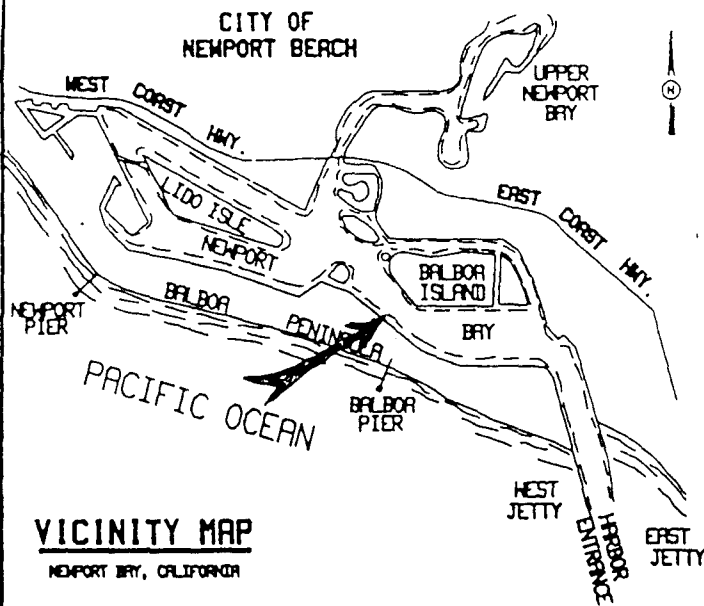 CITY OF
NEWPORT BEACH
UPPER
NEWPORT
BAY
N
WEST COAST HWY.
EAST COAST HWY.
LIDO ISLE
NEWPORT
BAY
BALBOA
ISLAND
BALBOA
PENINSULA
NEWPORT
PIER
PACIFIC OCEAN
BALBOA
PIER
WEST
JETTY
HARBOR
ENTRANCE
EAST
JETTY
VICINITY MAP
NEWPORT BAY, CALIFORNIA